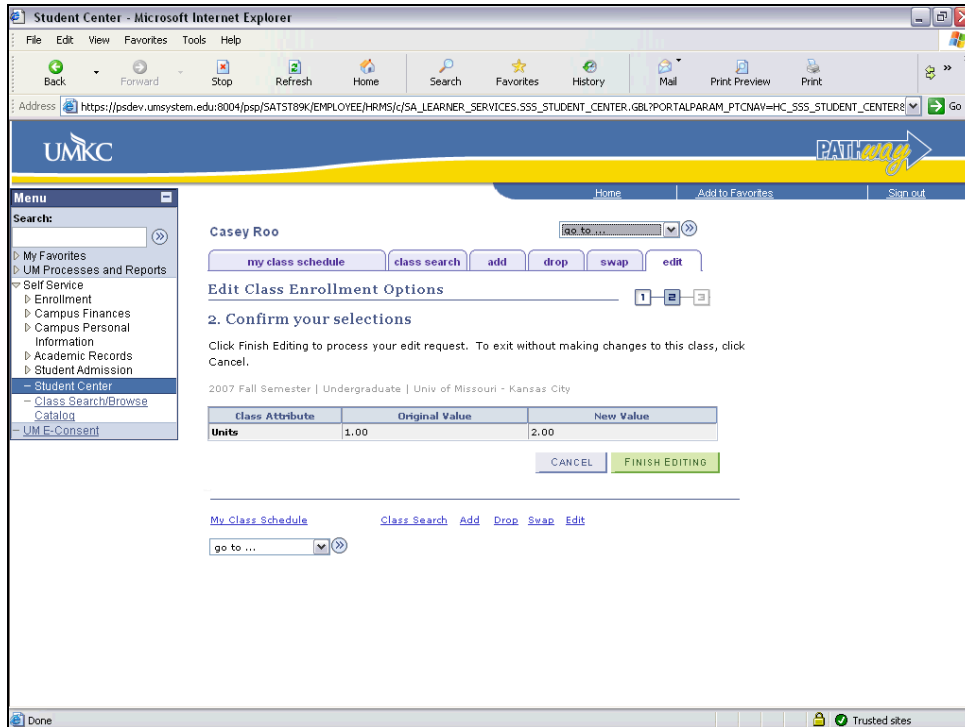 Student Center - Microsoft Internet Explorer
File Edit View Favorites Tools Help
Back Forward Stop Refresh Home Search Favorites History Mail Print Preview Print
Address https://psdev.umsystem.edu:8004/psp/SATST89K/EMPLOYEE/HRMS/c/SA_LEARNER_SERVICES.SSS_STUDENT_CENTER.GBL?PORTALPARAM_PTCNAV=HC_SSS_STUDENT_CENTER& Go
UMKC PATHway
Home Add to Favorites Sign out
Menu
Search:
My Favorites
UM Processes and Reports
Self Service
Enrollment
Campus Finances
Campus Personal
Information
Academic Records
Student Admission
Student Center
Class Search/Browse
Catalog
UM E-Consent
Casey Roo go to ...
my class schedule class search add drop swap edit
Edit Class Enrollment Options 1 2 3
2. Confirm your selections
Click Finish Editing to process your edit request. To exit without making changes to this class, click
Cancel.
2007 Fall Semester | Undergraduate | Univ of Missouri - Kansas City
Class Attribute Original Value New Value
Units 1.00 2.00
CANCEL FINISH EDITING
My Class Schedule Class Search Add Drop Swap Edit
go to ...
Done Trusted sites